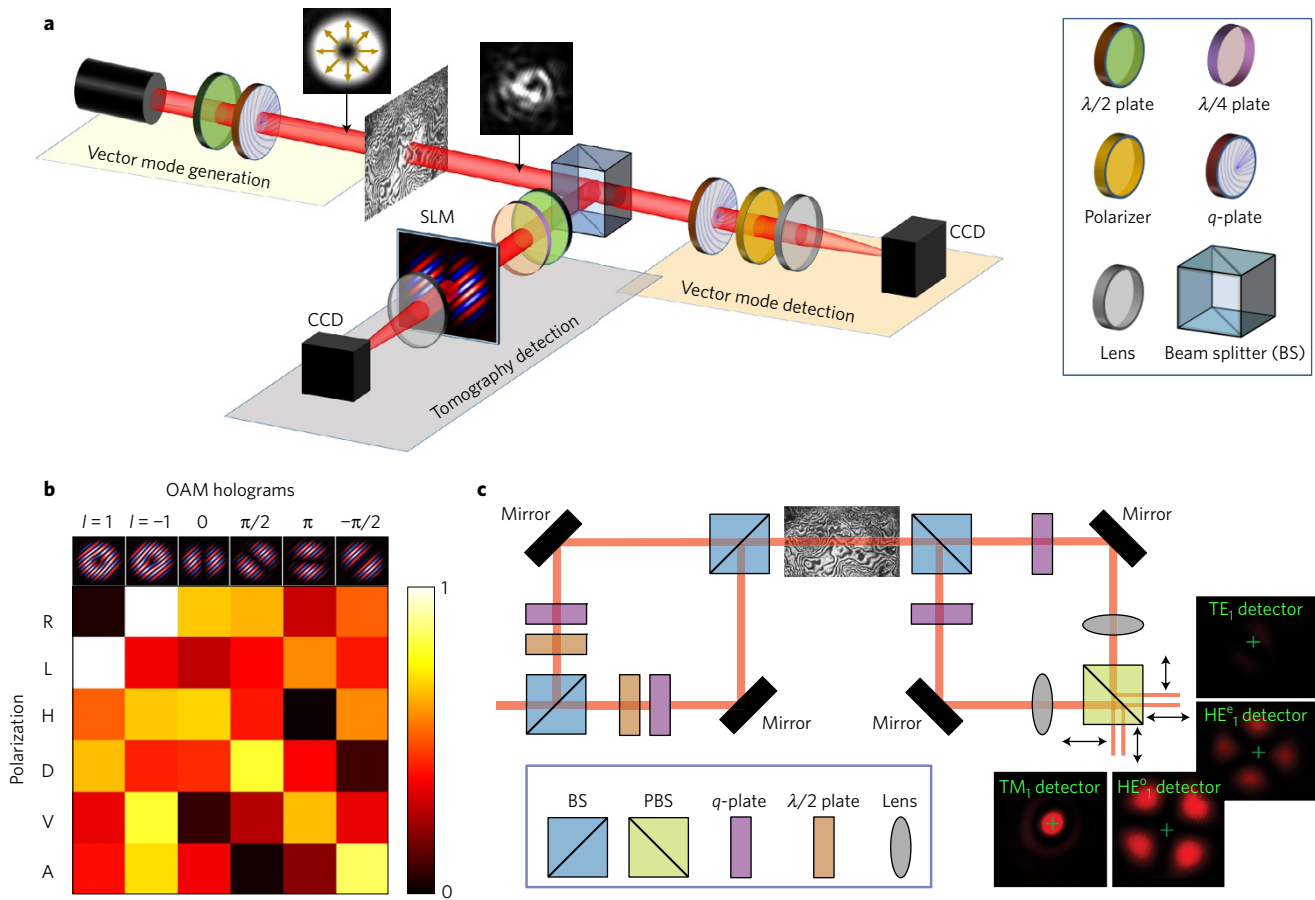 a
Vector mode generation
SLM
CCD
Tomography detection
Vector mode detection
CCD
λ/2 plate
λ/4 plate
Polarizer
q-plate
Lens
Beam splitter (BS)
b
OAM holograms
l = 1 l = −1 0 π/2 π −π/2
Polarization
R
L
H
D
V
A
1
0
c
Mirror
Mirror
Mirror
Mirror
TE1 detector
HEe1 detector
TM1 detector
HEo1 detector
BS
PBS
q-plate
λ/2 plate
Lens